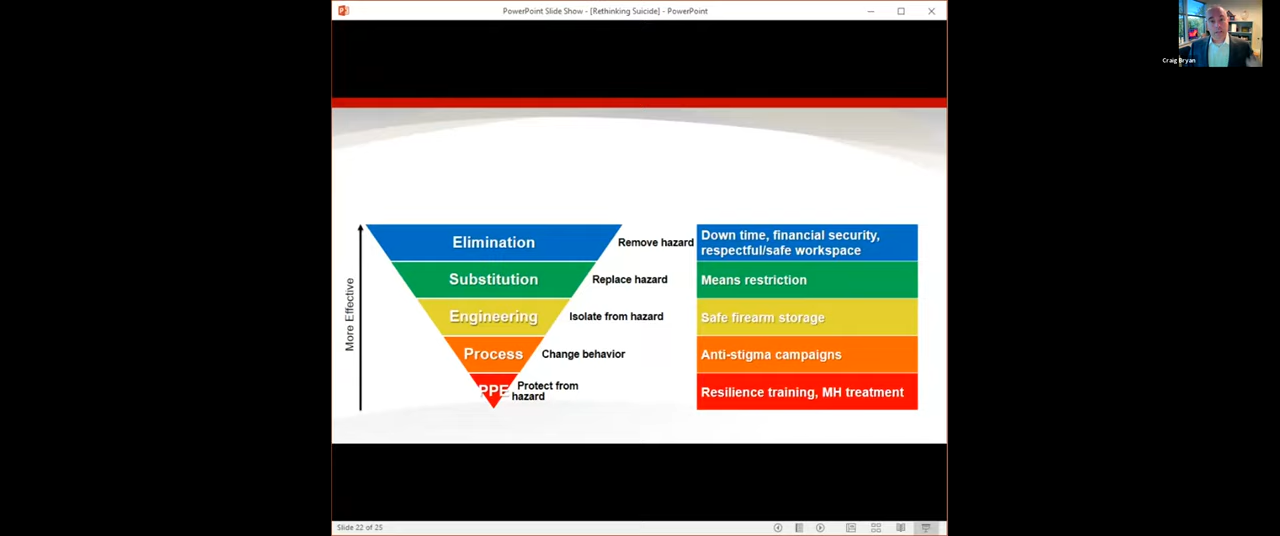 PowerPoint Slide Show - [Rethinking Suicide] - PowerPoint
Craig Bryan
More Effective
Elimination
Remove hazard
Down time, financial security,
respectful/safe workspace
Substitution
Replace hazard
Means restriction
Engineering
Isolate from hazard
Safe firearm storage
Process
Change behavior
Anti-stigma campaigns
PPE
Protect from
hazard
Resilience training, MH treatment
Slide 22 of 25